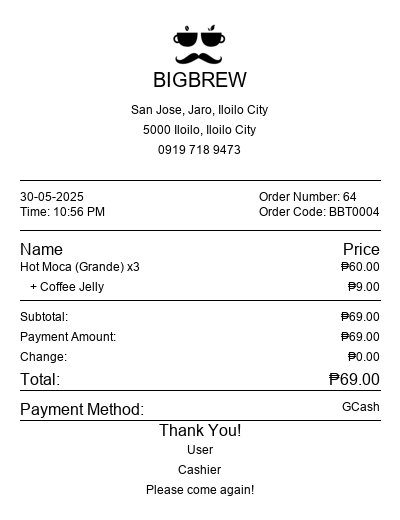 BIGBREW
San Jose, Jaro, Iloilo City
5000 Iloilo, Iloilo City
0919 718 9473
30-05-2025 Order Number: 64
Time: 10:56 PM Order Code: BBT0004
Name Price
Hot Moca (Grande) x3 ₱60.00
+ Coffee Jelly ₱9.00
Subtotal: ₱69.00
Payment Amount: ₱69.00
Change: ₱0.00
Total: ₱69.00
Payment Method: GCash
Thank You!
User
Cashier
Please come again!